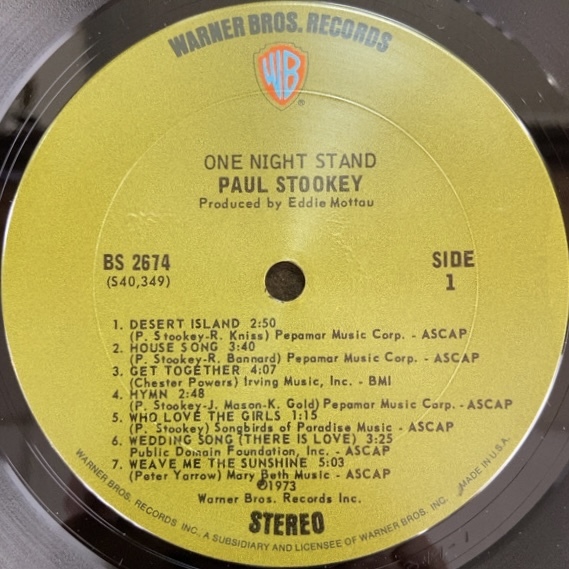 WARNER BROS. RECORDS
WB
®
ONE NIGHT STAND
PAUL STOOKEY
Produced by Eddie Mottau
BS 2674
(S40,349)
SIDE
1
1. DESERT ISLAND 2:50
(P. Stookey-R. Kniss) Pepamar Music Corp. - ASCAP
2. HOUSE SONG 3:40
(P. Stookey-R. Bannard) Pepamar Music Corp. - ASCAP
3. GET TOGETHER 4:07
(Chester Powers) Irving Music, Inc. - BMI
4. HYMN 2:48
(P. Stookey-J. Mason-K. Gold) Pepamar Music Corp. - ASCAP
5. WHO LOVE THE GIRLS 1:15
(P. Stookey) Songbirds of Paradise Music - ASCAP
6. WEDDING SONG (THERE IS LOVE) 3:25
Public Domain Foundation, Inc. - ASCAP
7. WEAVE ME THE SUNSHINE 5:03
(Peter Yarrow) Mary Beth Music - ASCAP
℗1973
Warner Bros. Records Inc.
STEREO
WARNER BROS. RECORDS INC., A SUBSIDIARY AND LICENSEE OF WARNER BROS. INC. MADE IN U.S.A.